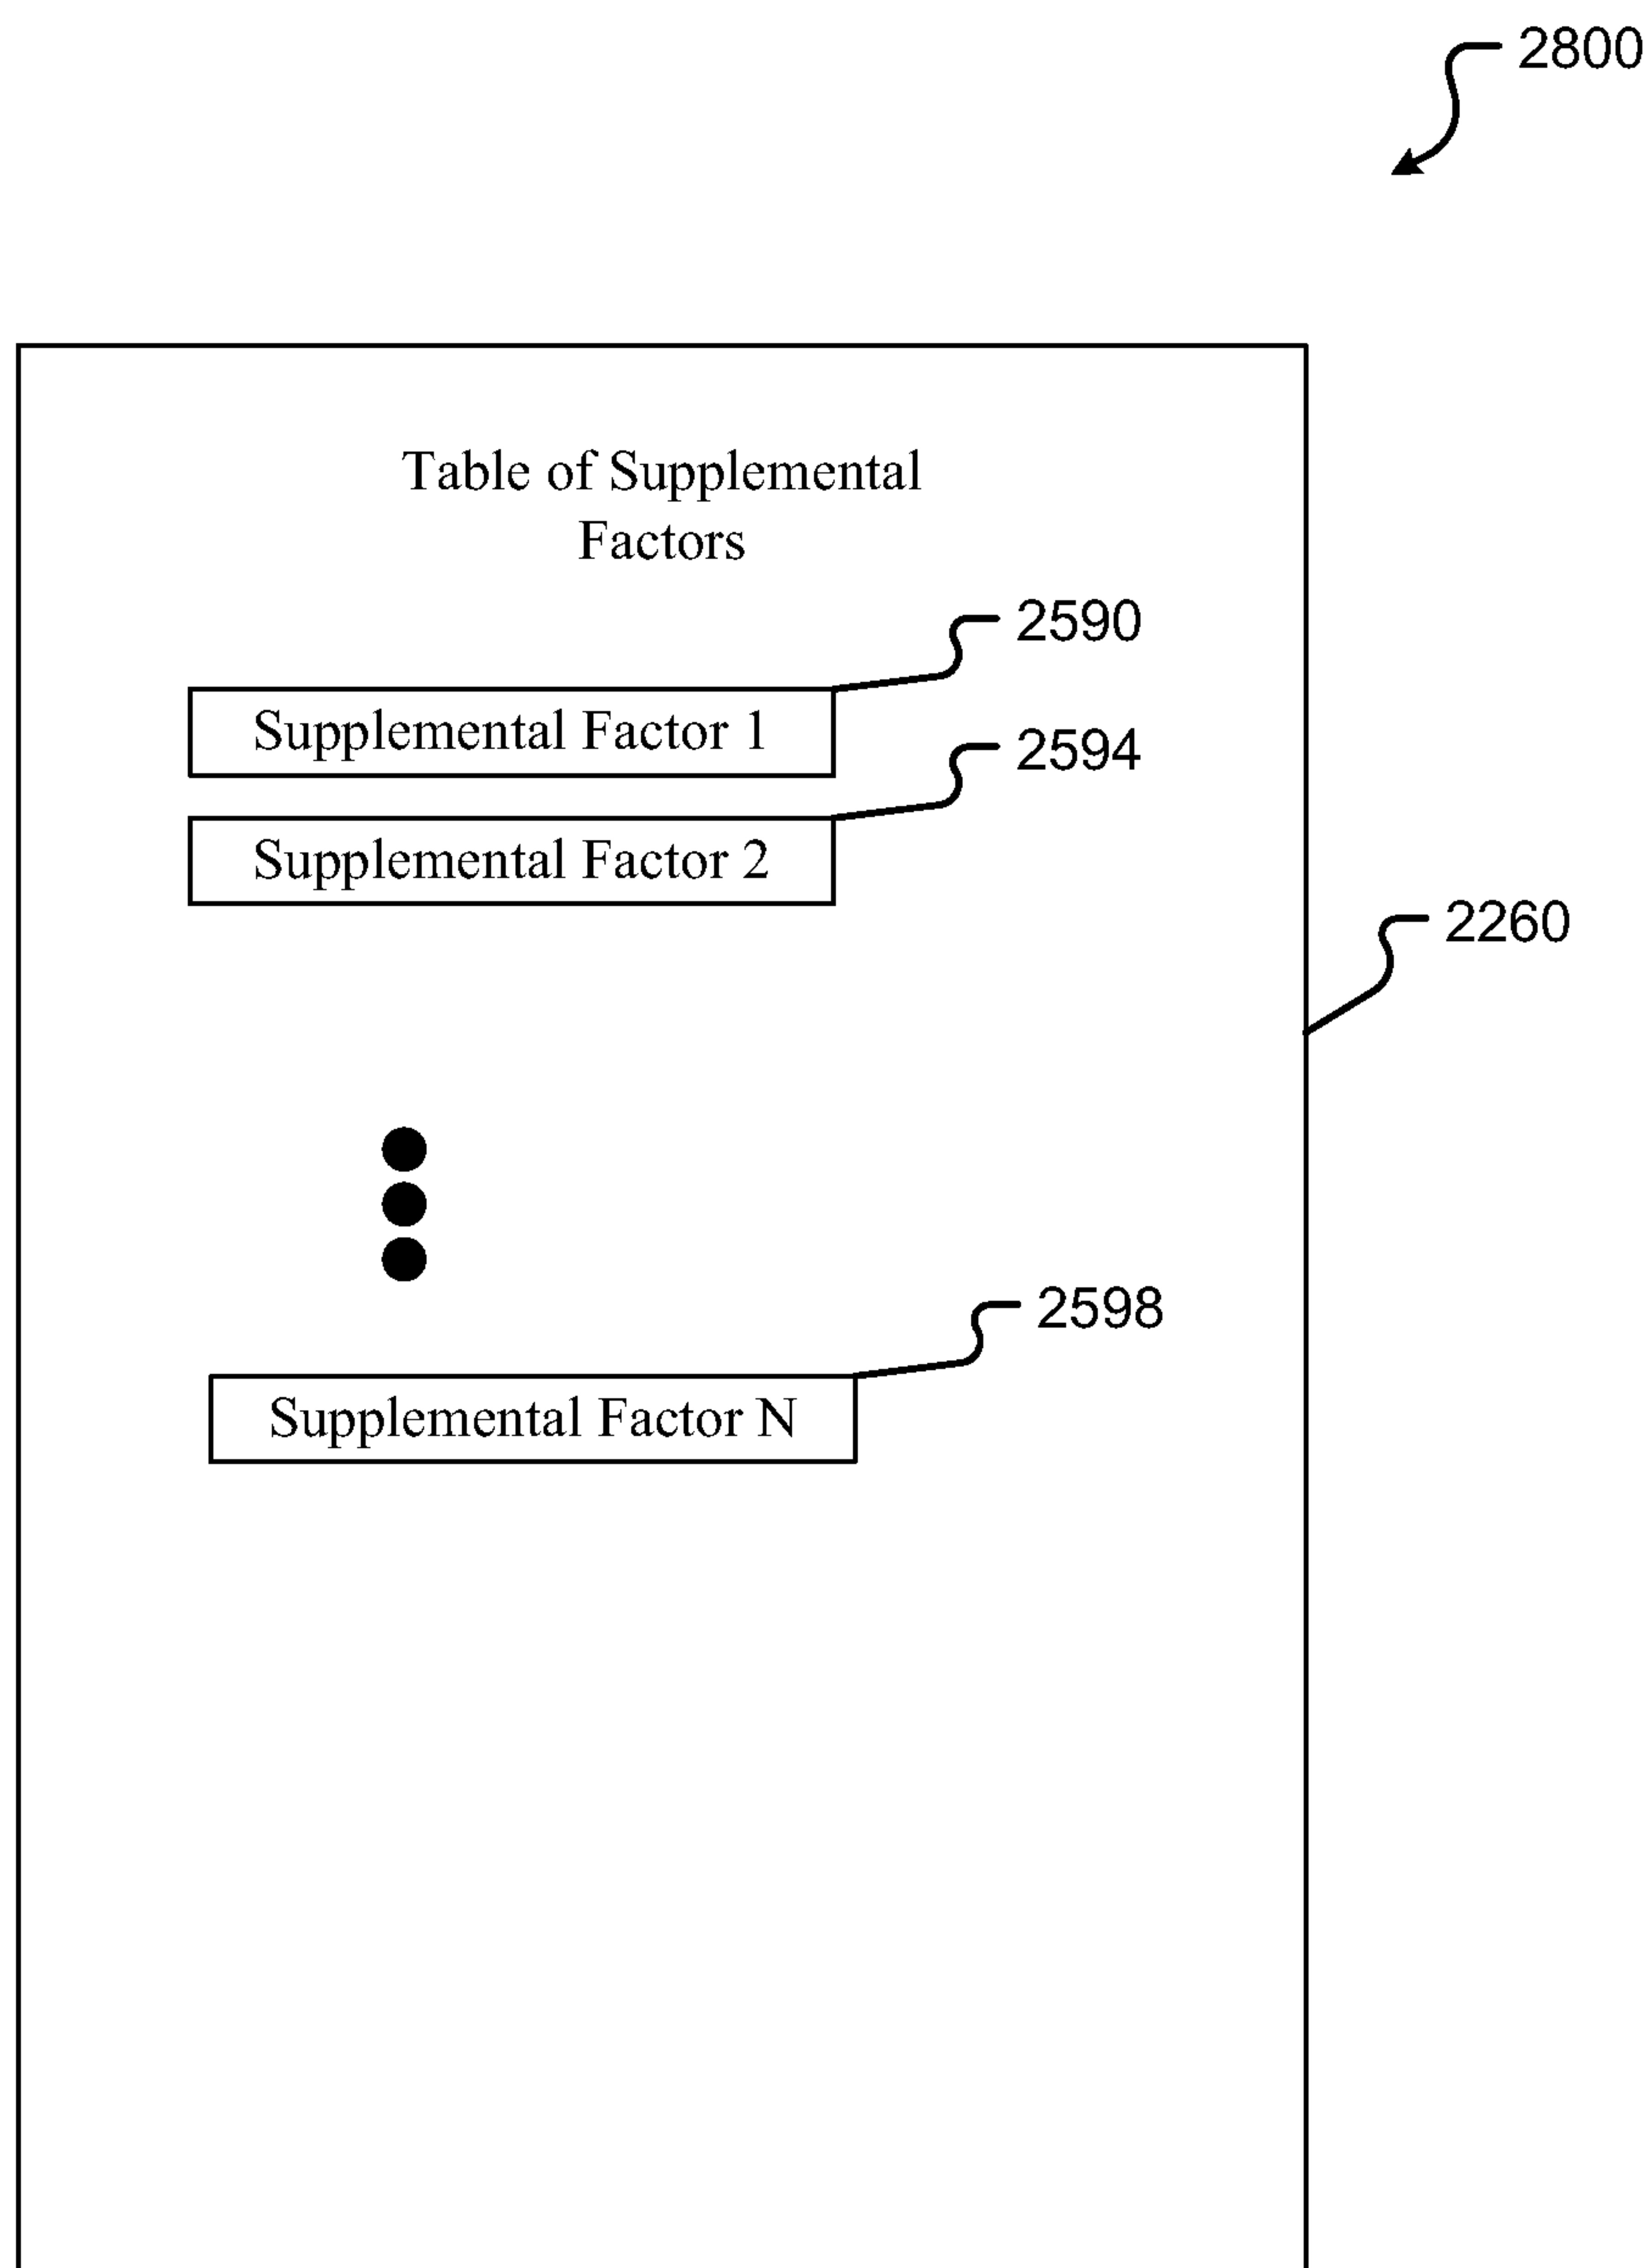 2800
Table of Supplemental
Factors
2590
Supplemental Factor 1
2594
Supplemental Factor 2
2260
2598
Supplemental Factor N